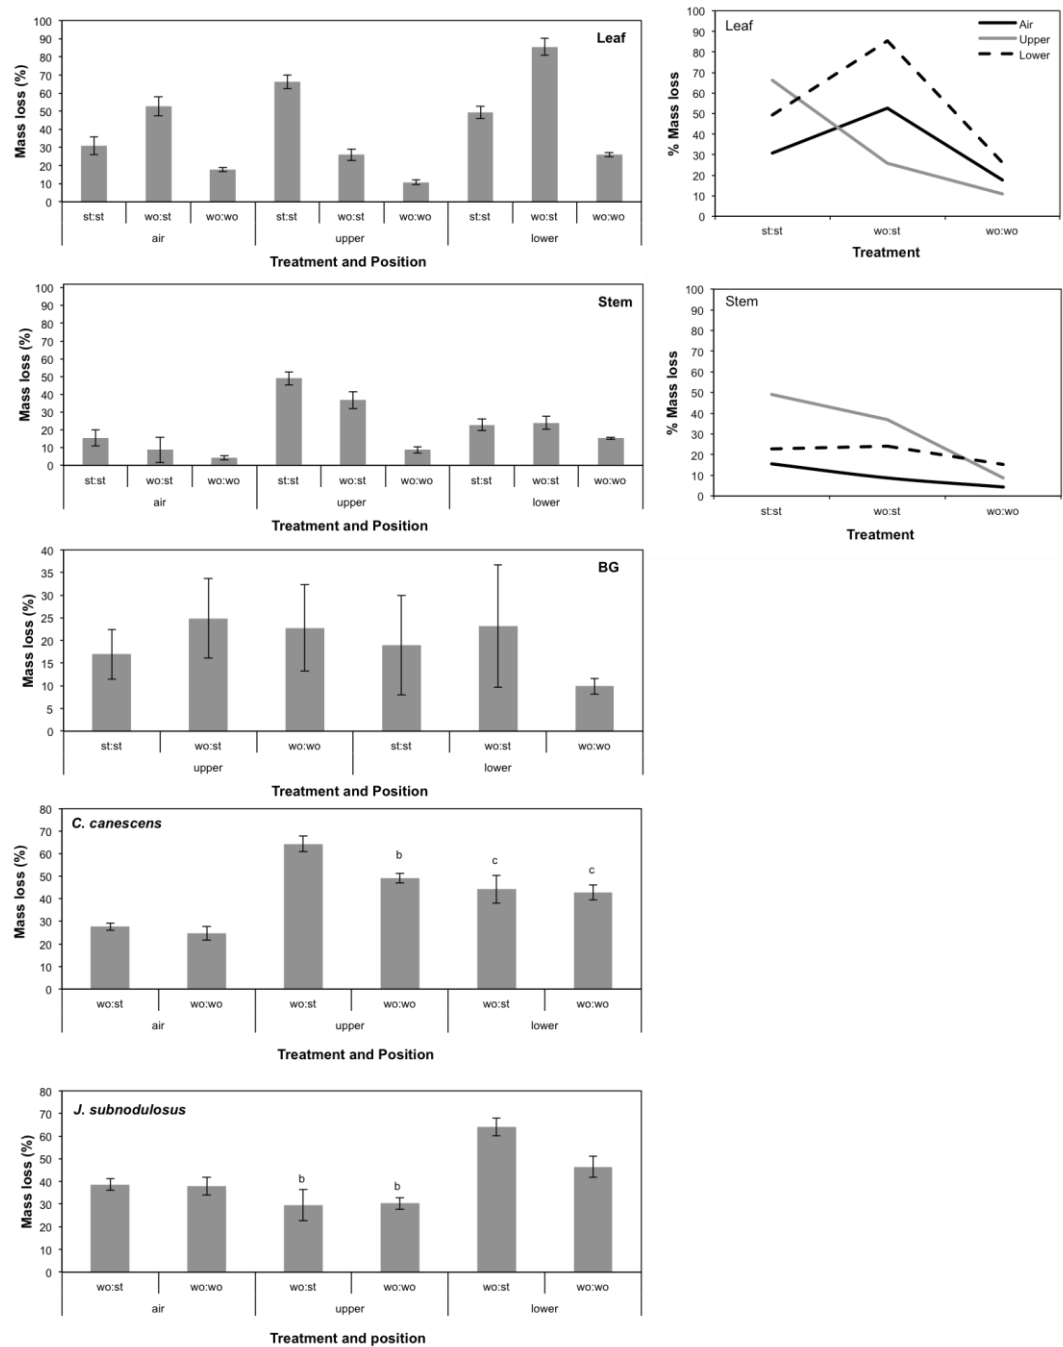 Leaf
Mass loss (%)
100
90
80
70
60
50
40
30
20
10
0
st:st wo:st wo:wo st:st wo:st wo:wo st:st wo:st wo:wo
air upper lower
Treatment and Position
Leaf
Air
Upper
Lower
% Mass loss
100
90
80
70
60
50
40
30
20
10
0
st:st wo:st wo:wo
Treatment
Stem
Mass loss (%)
100
90
80
70
60
50
40
30
20
10
0
st:st wo:st wo:wo st:st wo:st wo:wo st:st wo:st wo:wo
air upper lower
Treatment and Position
Stem
% Mass loss
100
90
80
70
60
50
40
30
20
10
0
st:st wo:st wo:wo
Treatment
BG
Mass loss (%)
40
35
30
25
20
15
10
5
0
st:st wo:st wo:wo st:st wo:st wo:wo
upper lower
Treatment and Position
C. canescens
Mass loss (%)
80
70
60
50
40
30
20
10
0
b c c
wo:st wo:wo wo:st wo:wo wo:st wo:wo
air upper lower
Treatment and Position
J. subnodulosus
Mass loss (%)
80
70
60
50
40
30
20
10
0
b b
wo:st wo:wo wo:st wo:wo wo:st wo:wo
air upper lower
Treatment and position